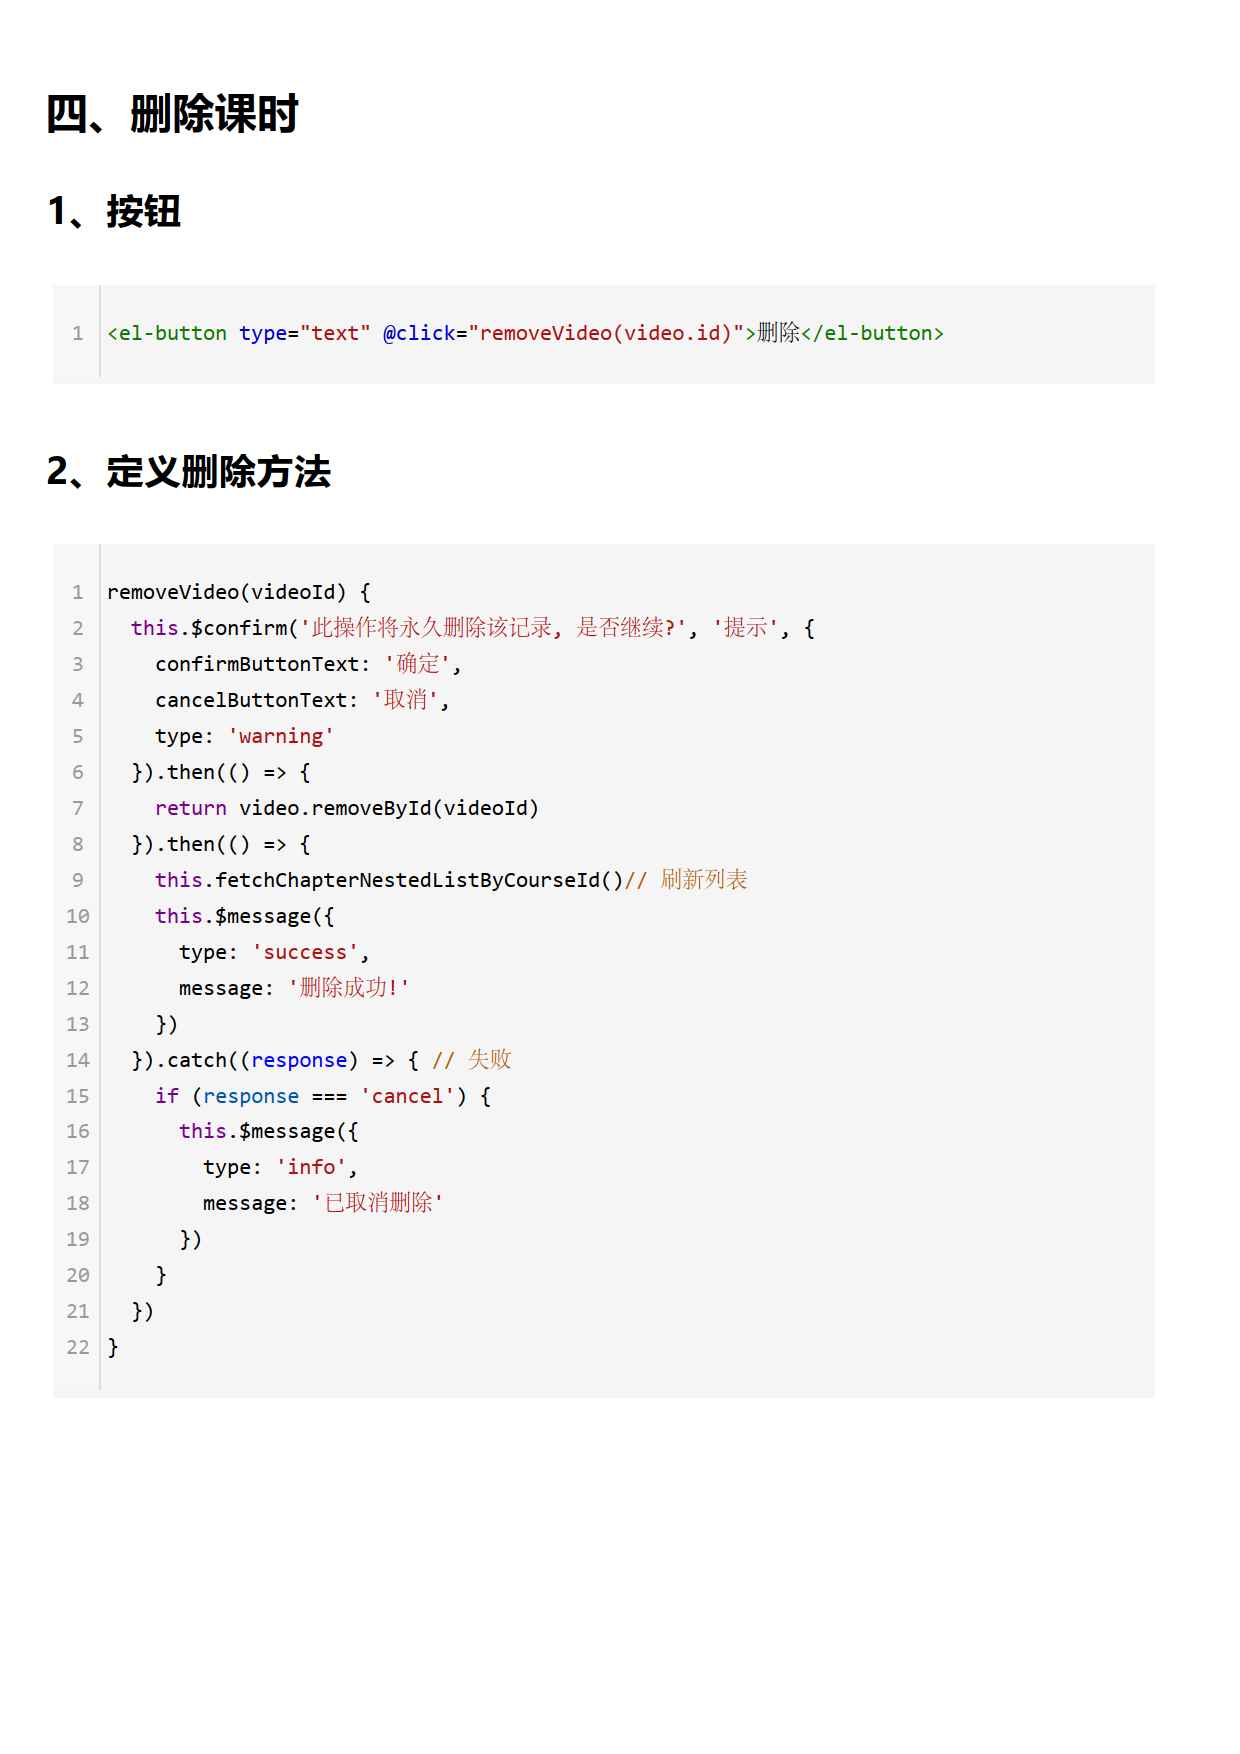 四、删除课时
1、按钮
1 <el-button type="text" @click="removeVideo(video.id)">删除</el-button>
2、定义删除方法
1 removeVideo(videoId) {
2   this.$confirm('此操作将永久删除该记录, 是否继续?', '提示', {
3     confirmButtonText: '确定',
4     cancelButtonText: '取消',
5     type: 'warning'
6   }).then(() => {
7     return video.removeById(videoId)
8   }).then(() => {
9     this.fetchChapterNestedListByCourseId()// 刷新列表
10     this.$message({
11       type: 'success',
12       message: '删除成功!'
13     })
14   }).catch((response) => { // 失败
15     if (response === 'cancel') {
16       this.$message({
17         type: 'info',
18         message: '已取消删除'
19       })
20     }
21   })
22 }